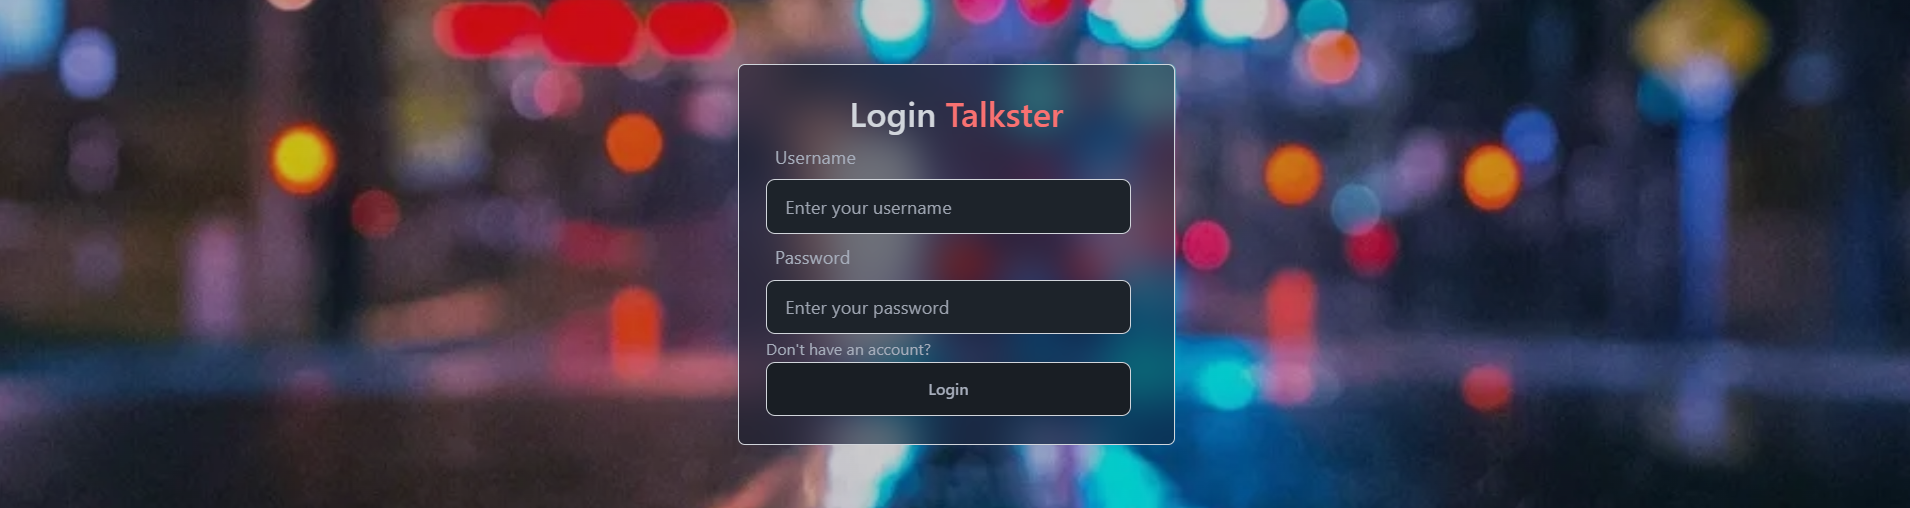 Login Talkster
Username
Enter your username
Password
Enter your password
Don't have an account?
Login